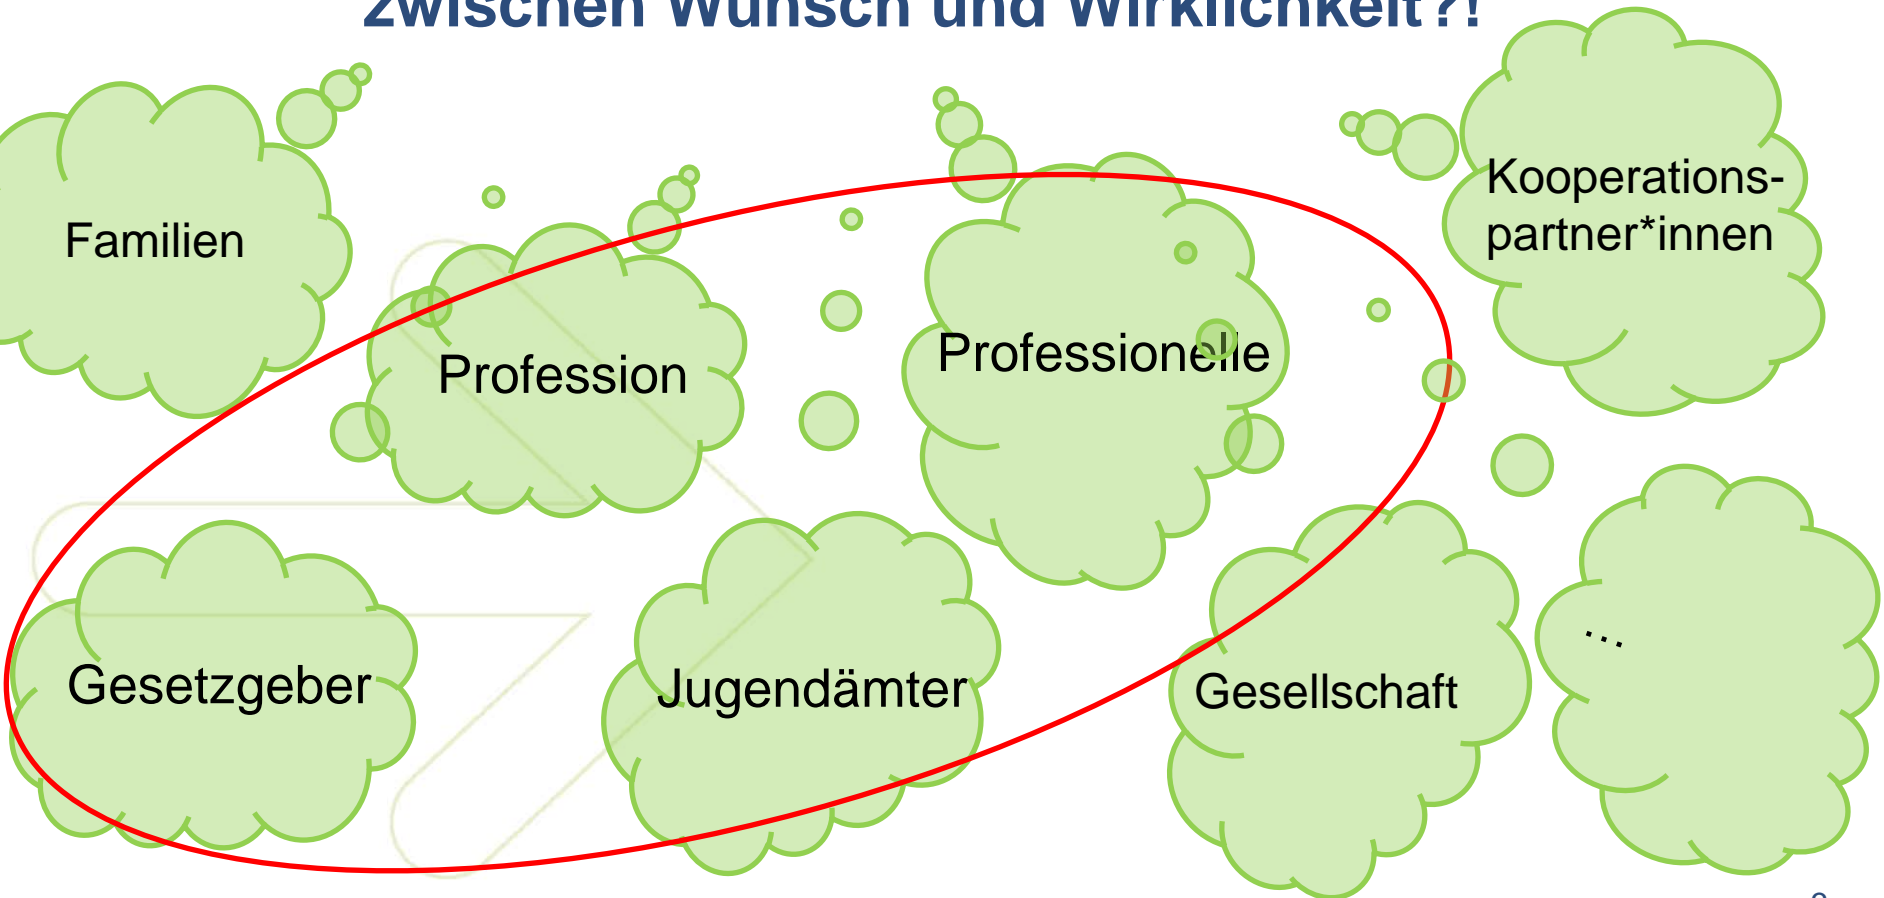 zwischen Wunsch und Wirklichkeit?!
Familien
Kooperations-
partner*innen
Profession
Professionelle
Gesetzgeber
Jugendämter
Gesellschaft
...